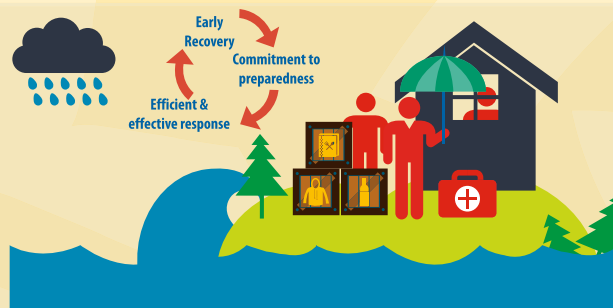 Early
Recovery
Commitment to
preparedness
Efficient &
effective response